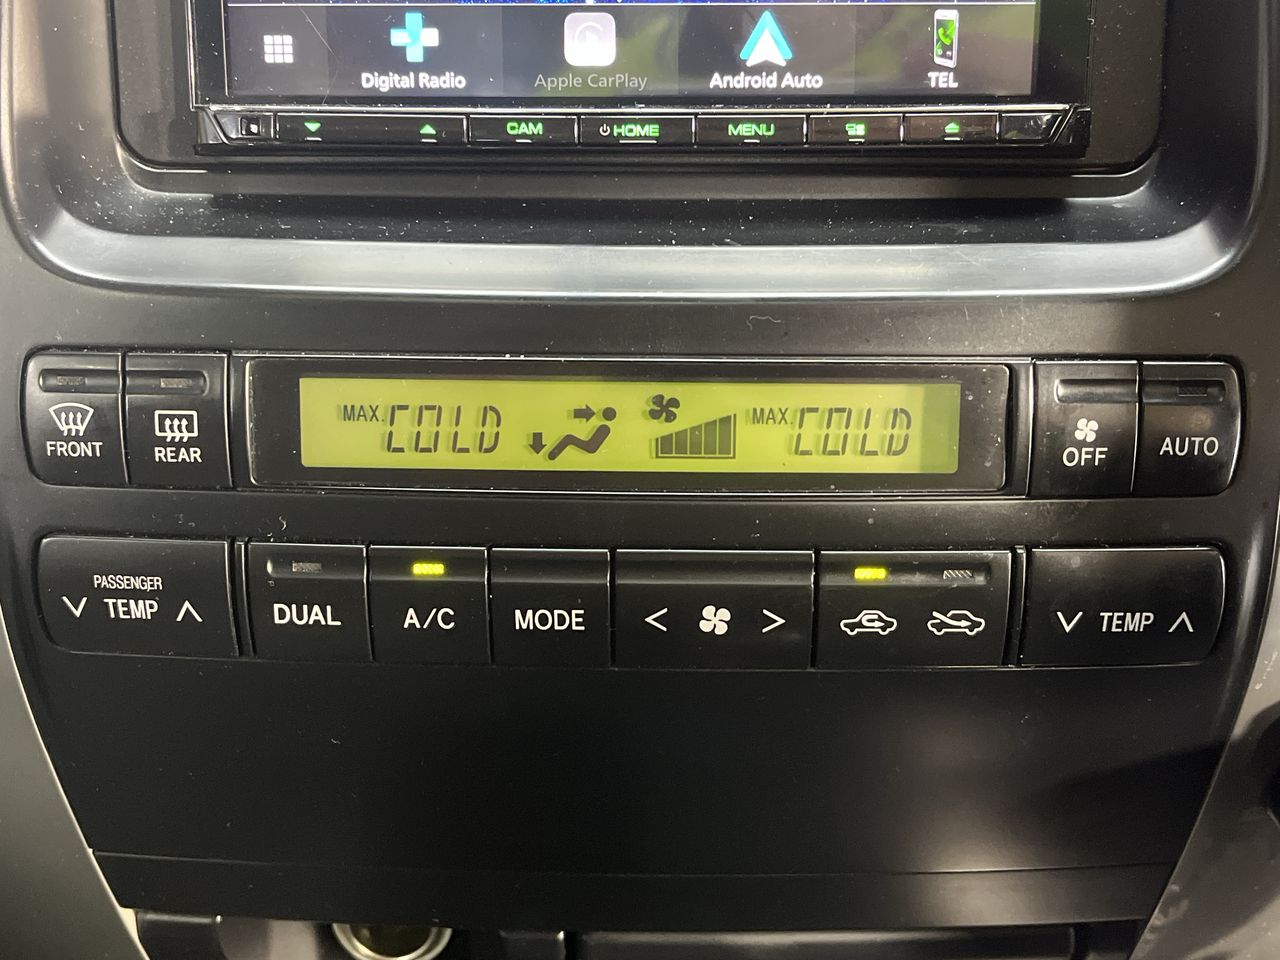 Digital Radio Apple CarPlay Android Auto TEL
CAM HOME MENU
MAX. COLD MAX. COLD
FRONT REAR OFF AUTO
PASSENGER
TEMP DUAL A/C MODE TEMP